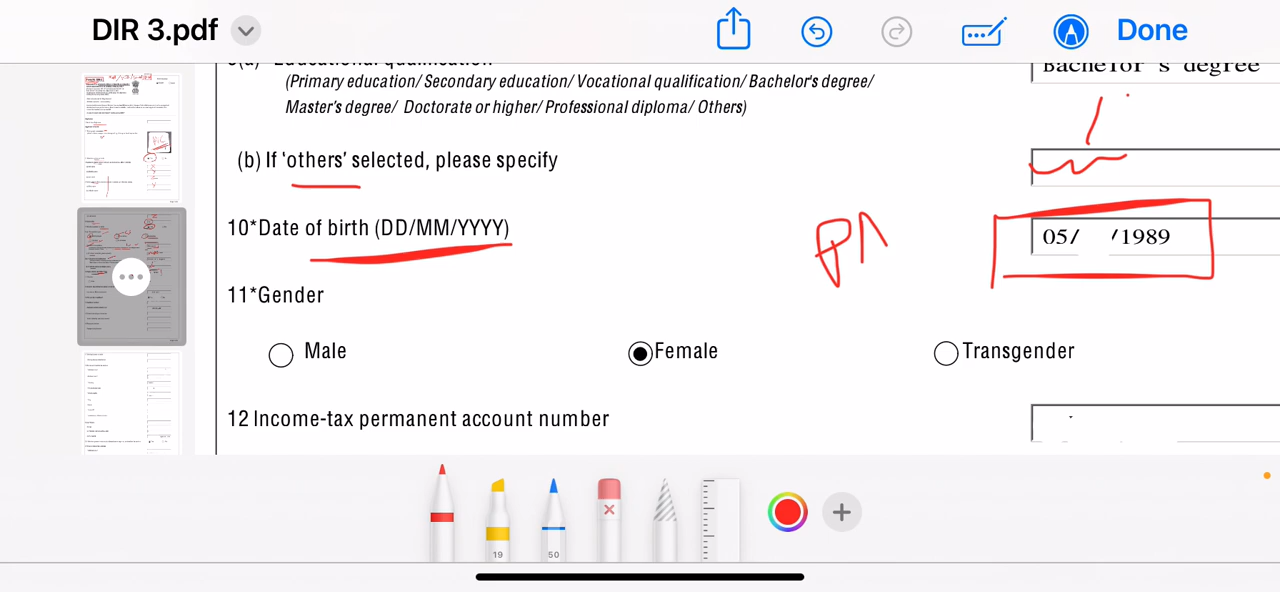 DIR 3.pdf
Done
(Primary education/ Secondary education/ Vocational qualification/ Bachelor's degree/
Master's degree/ Doctorate or higher/ Professional diploma/ Others)
Bachelor's degree
(b) If 'others' selected, please specify
10*Date of birth (DD/MM/YYYY)
05/ /1989
11*Gender
Male
Female
Transgender
12 Income-tax permanent account number
19
50